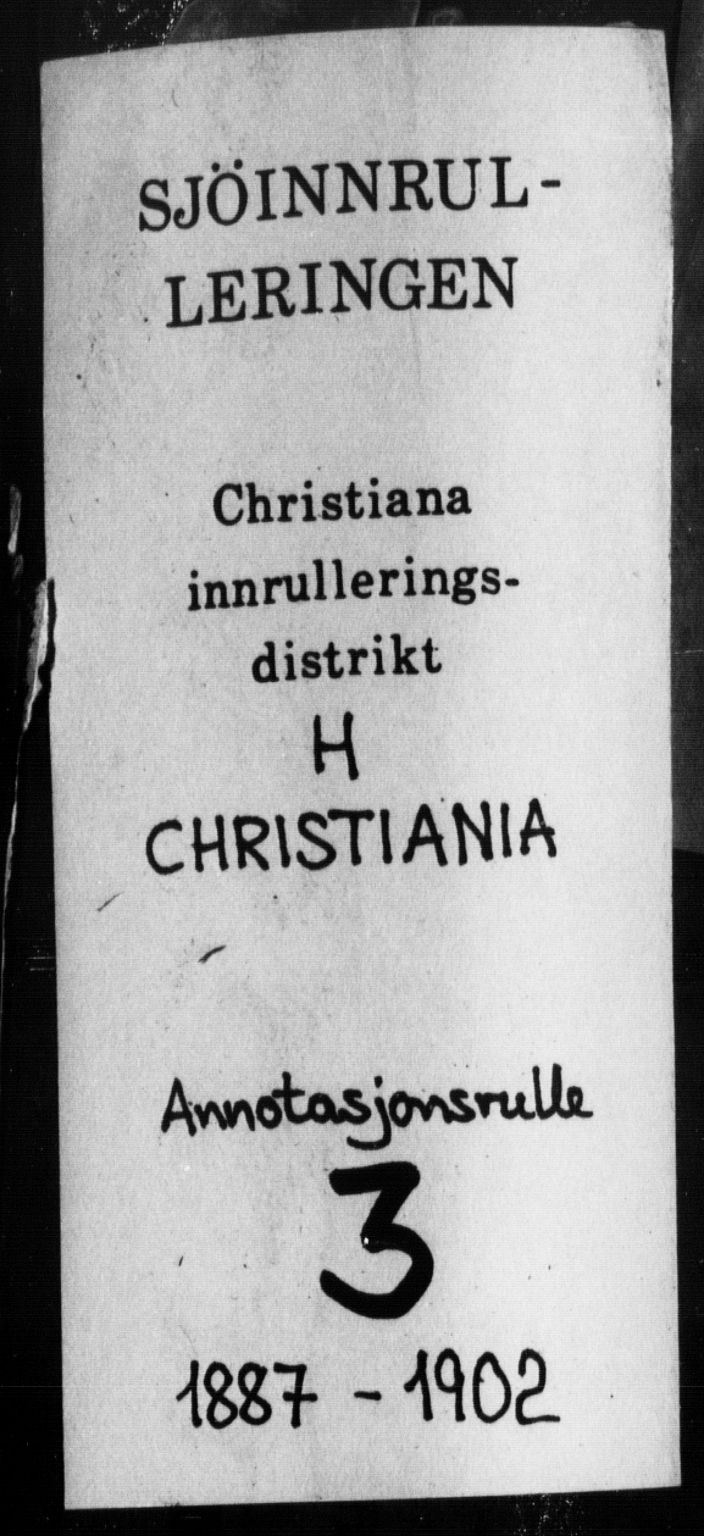 SJÖINNRUL-
LERINGEN
Christiana
innrullerings-
distrikt
H
CHRISTIANIA
Annotasjonsrulle
3
1887 - 1902